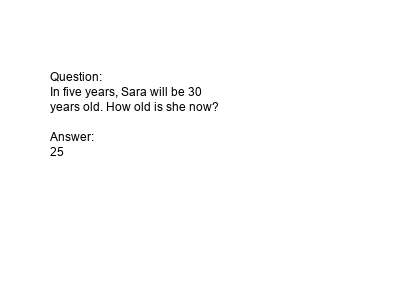 Question:
In five years, Sara will be 30
years old. How old is she now?
Answer:
25